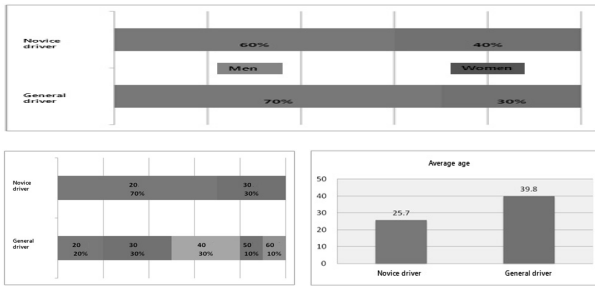 Novice
driver
60% 40%
Men Women
General
driver
70% 30%
Novice
driver
20 30
70% 30%
General
driver
20 30 40 50 60
20% 30% 30% 10% 10%
Average age
50
40
30
20
10
0
25.7
39.8
Novice driver General driver